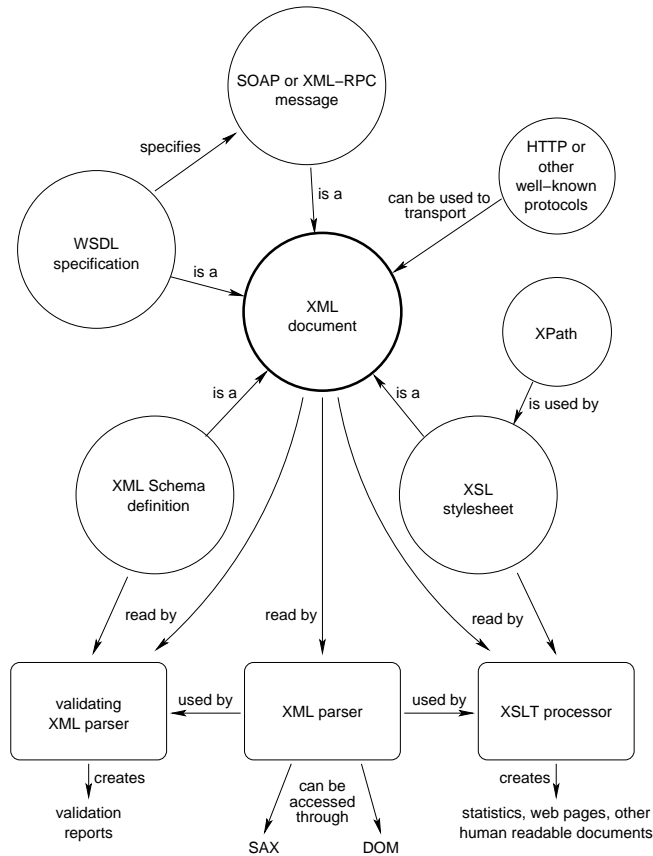 SOAP or XML−RPC
message
specifies
HTTP or
other
well−known
protocols
is a
can be used to
transport
WSDL
specification
is a
XML
document
XPath
is a
is a
is used by
XML Schema
definition
XSL
stylesheet
read by
read by
read by
validating
XML parser
used by
XML parser
used by
XSLT processor
creates
can be
accessed
through
creates
validation
reports
statistics, web pages, other
human readable documents
SAX
DOM